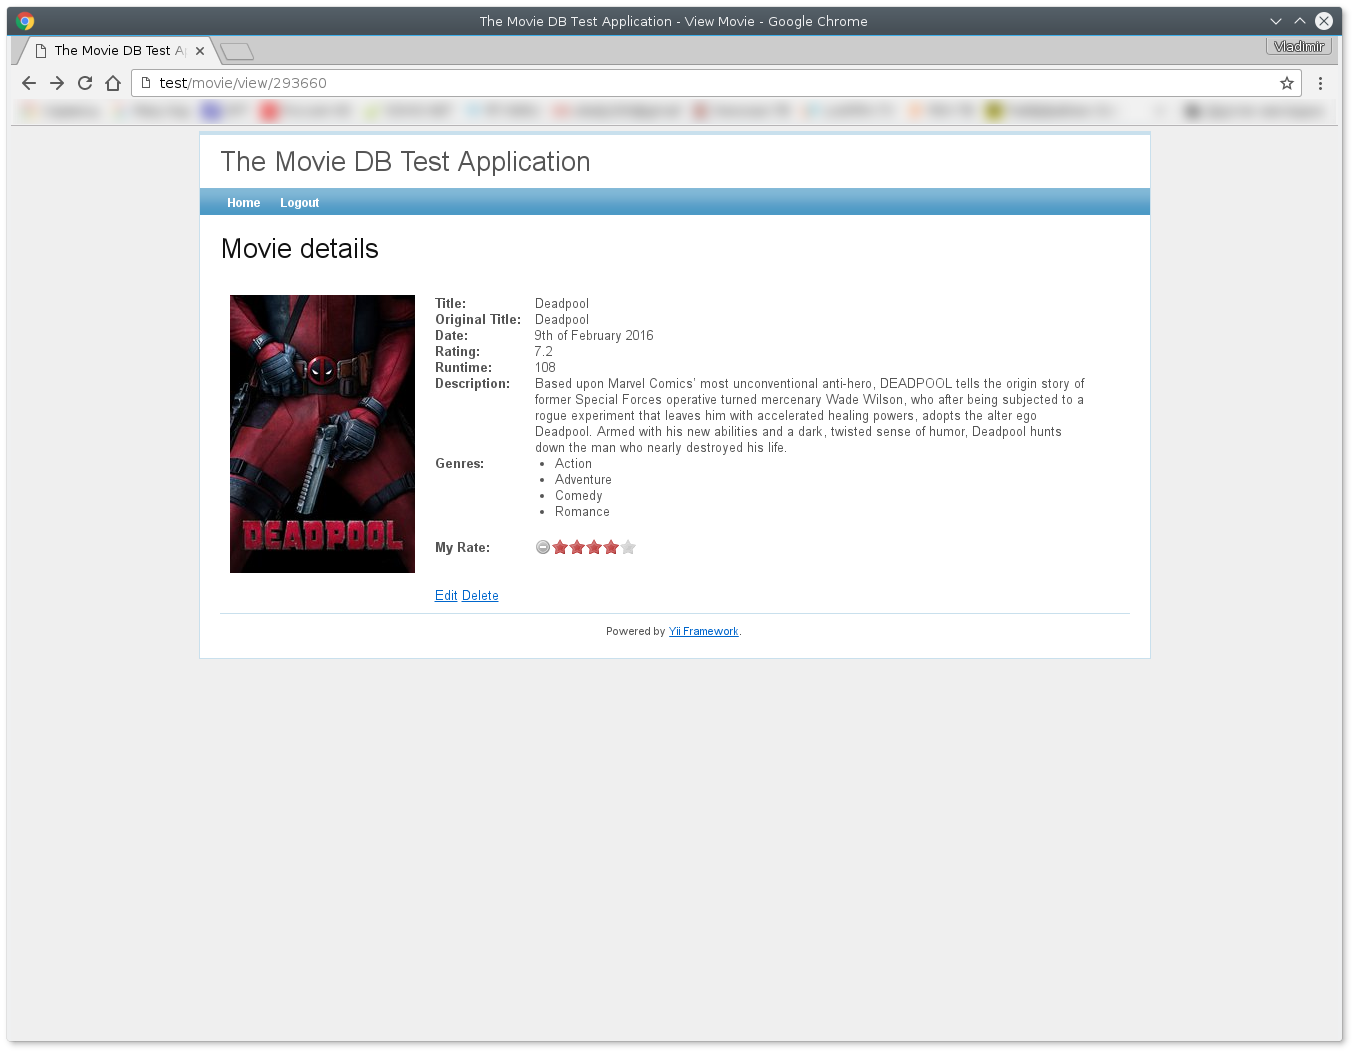 The Movie DB Test Application - View Movie - Google Chrome
The Movie DB Test A
Vladimir
test/movie/view/293660
The Movie DB Test Application
Home Logout
Movie details
Title: Deadpool
Original Title: Deadpool
Date: 9th of February 2016
Rating: 7.2
Runtime: 108
Description: Based upon Marvel Comics' most unconventional anti-hero, DEADPOOL tells the origin story of
former Special Forces operative turned mercenary Wade Wilson, who after being subjected to a
rogue experiment that leaves him with accelerated healing powers, adopts the alter ego
Deadpool. Armed with his new abilities and a dark, twisted sense of humor, Deadpool hunts
down the man who nearly destroyed his life.
Genres: • Action
• Adventure
• Comedy
• Romance
DEADPOOL
My Rate:
Edit Delete
Powered by Yii Framework.